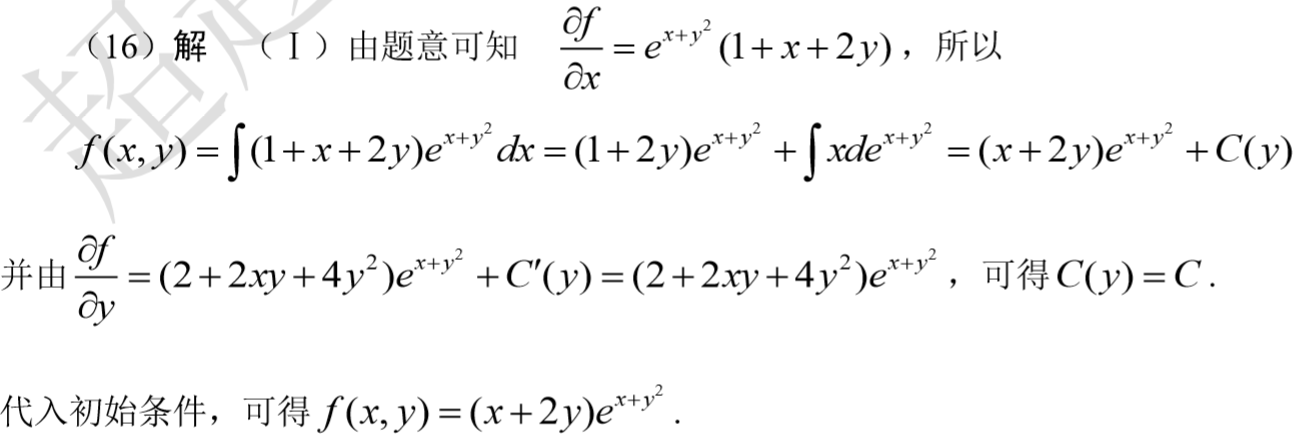 （16）解 （Ⅰ）由题意可知 ∂f/∂x = e^{x+y²}(1+x+2y)，所以
f(x, y) = ∫(1+x+2y)e^{x+y²}dx = (1+2y)e^{x+y²} + ∫xde^{x+y²} = (x+2y)e^{x+y²} + C(y)
并由 ∂f/∂y = (2+2xy+4y²)e^{x+y²} + C′(y) = (2+2xy+4y²)e^{x+y²}，可得C(y) = C.
代入初始条件，可得 f(x, y) = (x+2y)e^{x+y²}.